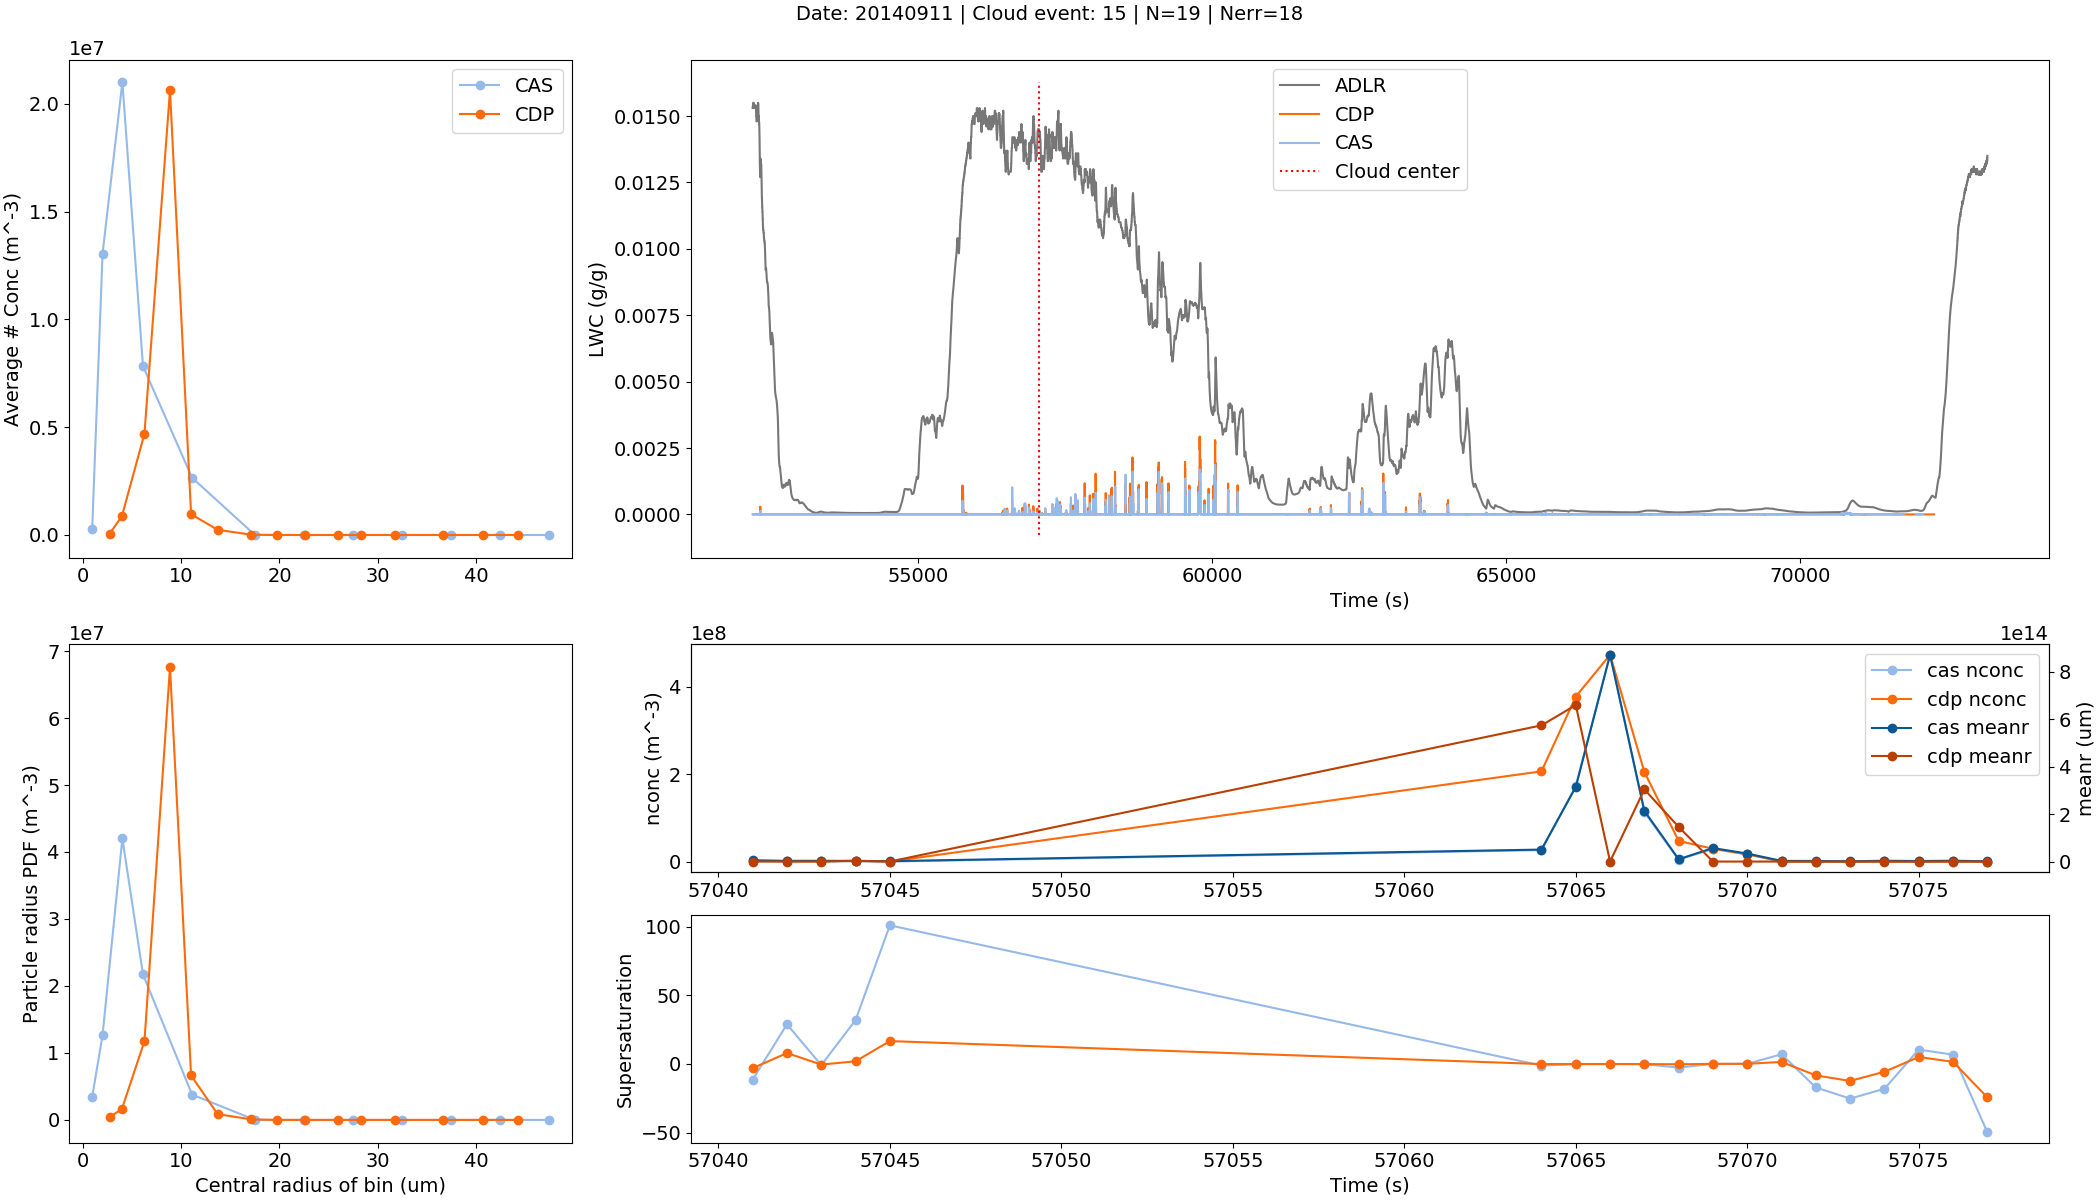 Date: 20140911 | Cloud event: 15 | N=19 | Nerr=18
1e7
Average # Conc (m^-3)
2.0
1.5
1.0
0.5
0.0
0 10 20 30 40
CAS
CDP
LWC (g/g)
0.0150
0.0125
0.0100
0.0075
0.0050
0.0025
0.0000
55000 60000 65000 70000
Time (s)
ADLR
CDP
CAS
Cloud center
1e7
Particle radius PDF (m^-3)
7
6
5
4
3
2
1
0
0 10 20 30 40
Central radius of bin (um)
1e8
1e14
nconc (m^-3)
4
2
0
8
6
4
2
0
meanr (um)
cas nconc
cdp nconc
cas meanr
cdp meanr
57040 57045 57050 57055 57060 57065 57070 57075
Supersaturation
100
50
0
−50
57040 57045 57050 57055 57060 57065 57070 57075
Time (s)